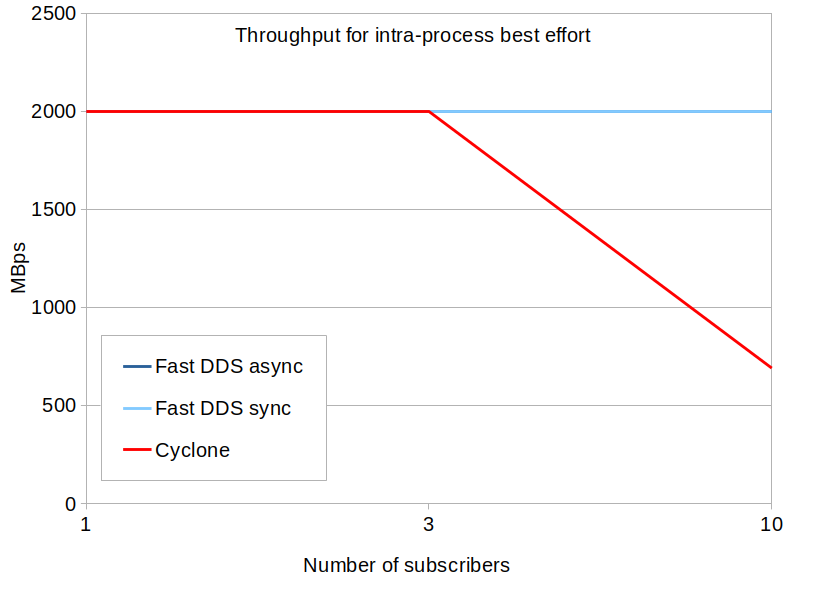 Throughput for intra-process best effort
2500
2000
1500
1000
500
0
MBps
Fast DDS async
Fast DDS sync
Cyclone
1 3 10
Number of subscribers